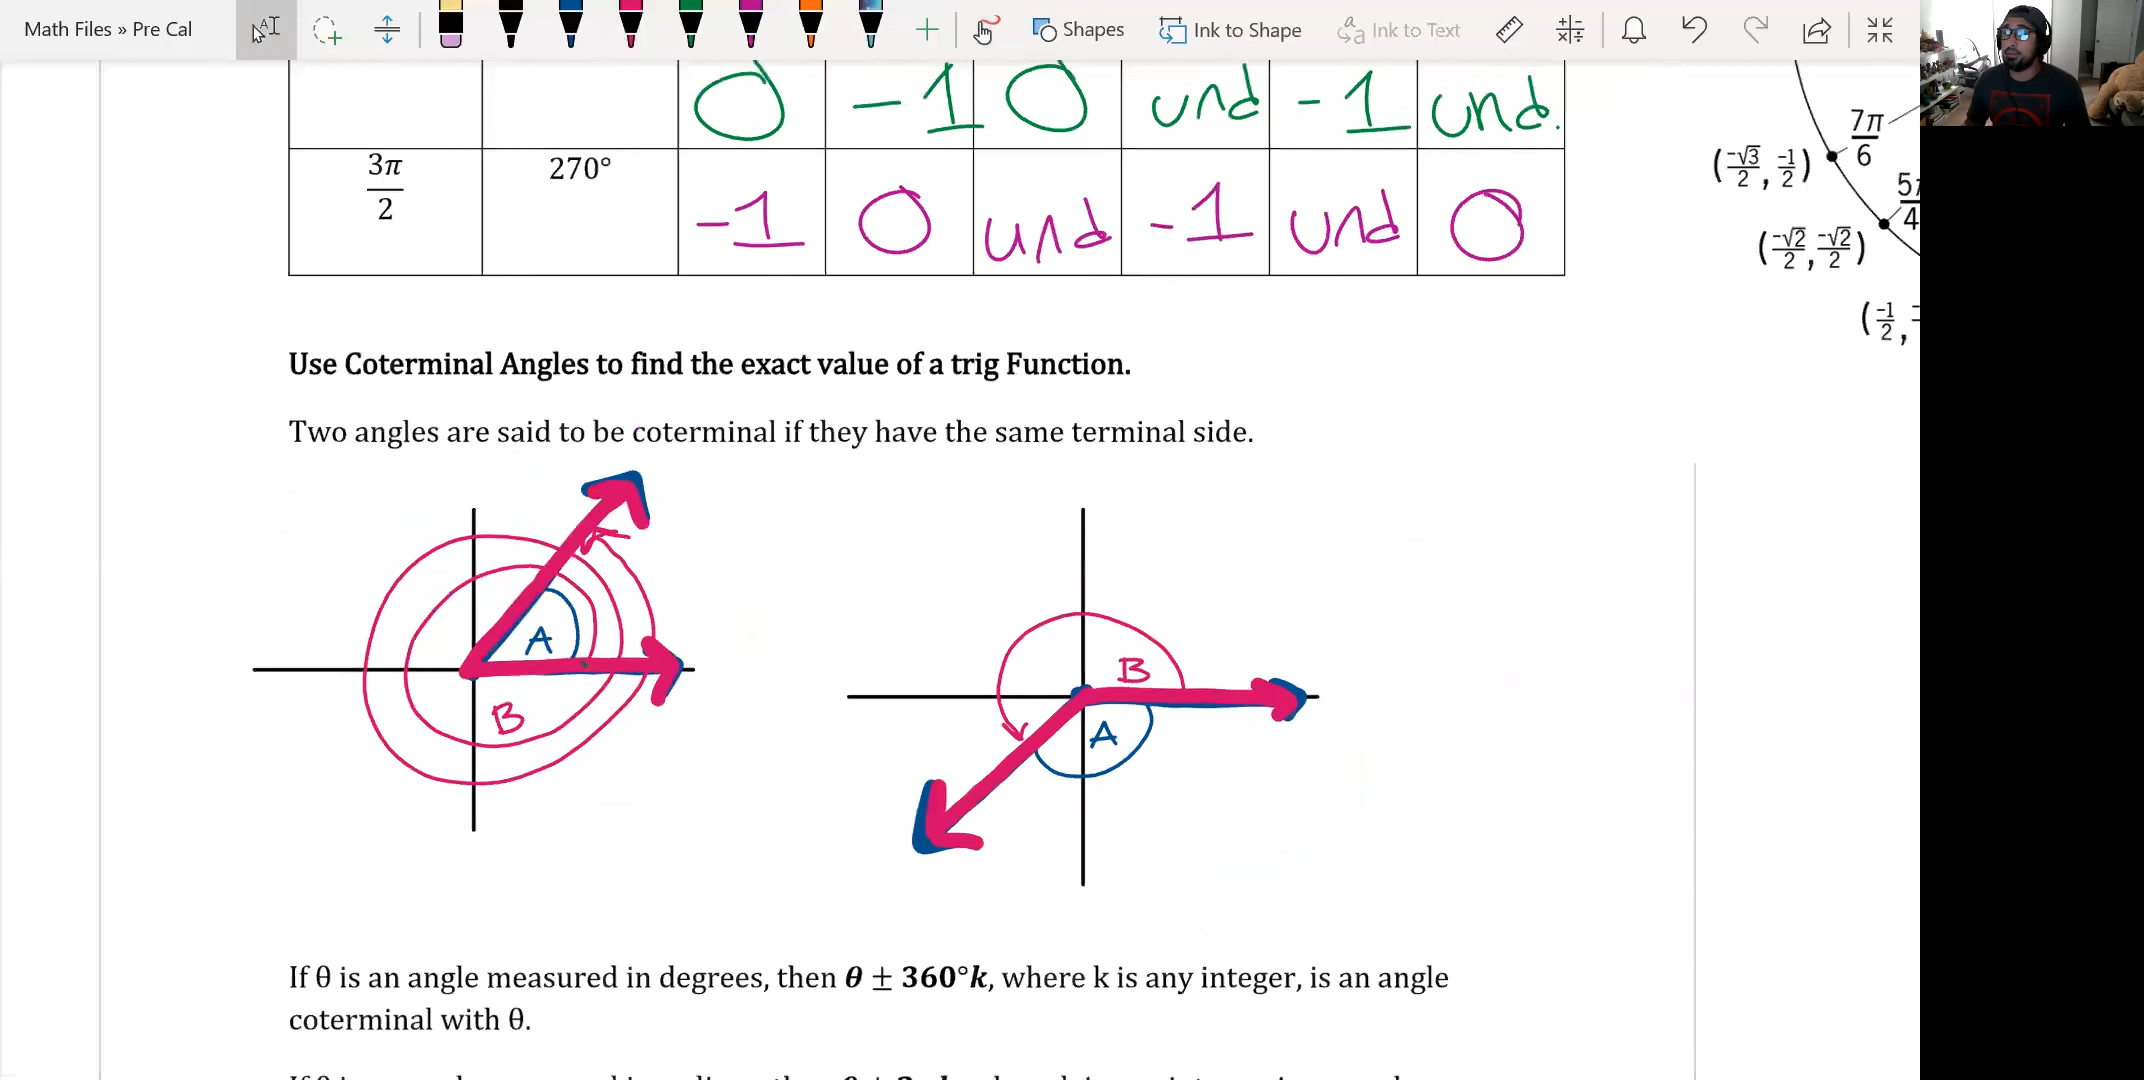 Math Files » Pre Cal
Shapes
Ink to Shape
Ink to Text
0 -1 0 und -1 und.
3π/2 270° -1 0 und -1 und 0
7π/6
(-√3/2, -1/2)
(-√2/2, -√2/2)
Use Coterminal Angles to find the exact value of a trig Function.
Two angles are said to be coterminal if they have the same terminal side.
A
B
B
A
If θ is an angle measured in degrees, then θ ± 360°k, where k is any integer, is an angle
coterminal with θ.